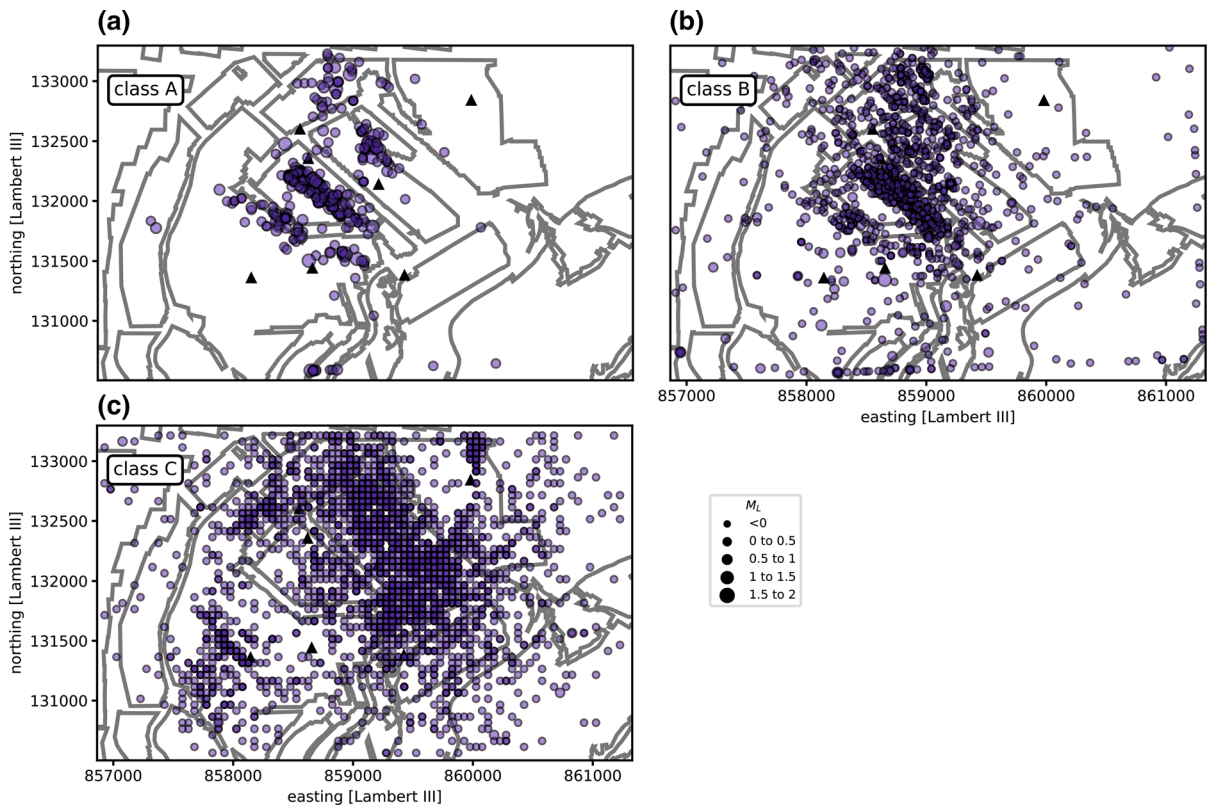 (a)
(b)
class A
class B
133000
132500
132000
131500
131000
northing [Lambert III]
857000 858000 859000 860000 861000
easting [Lambert III]
(c)
class C
133000
132500
132000
131500
131000
northing [Lambert III]
857000 858000 859000 860000 861000
easting [Lambert III]
M_L
<0
0 to 0.5
0.5 to 1
1 to 1.5
1.5 to 2